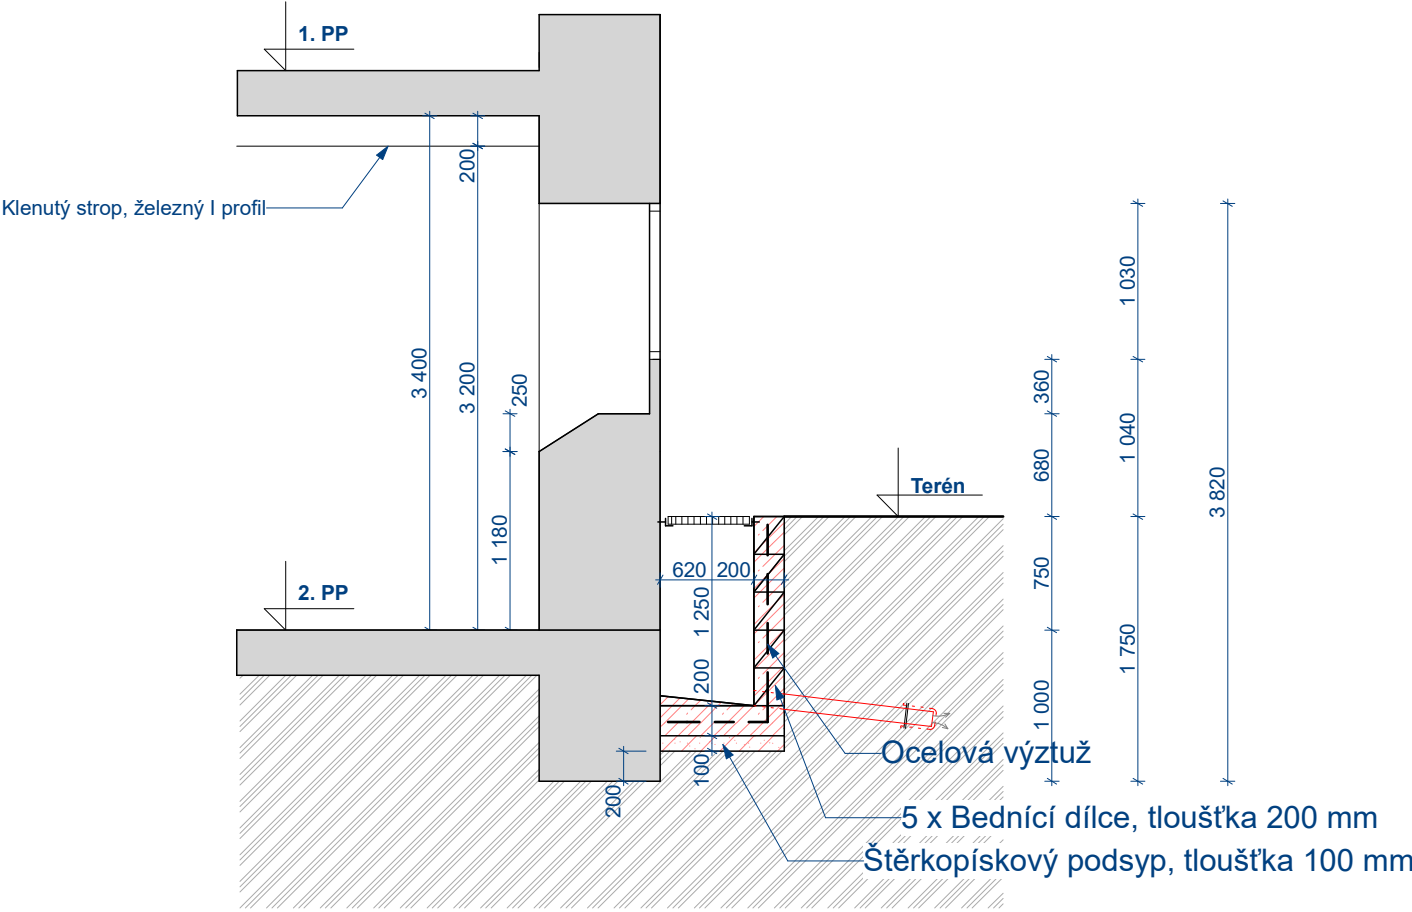 1. PP
200
Klenutý strop, železný I profil
1 030
3 400
3 200
250
360
1 040
680
3 820
Terén
1 180
620
200
750
2. PP
1 250
1 750
200
1 000
Ocelová výztuž
100
200
5 x Bednící dílce, tloušťka 200 mm
Štěrkopískový podsyp, tloušťka 100 mm